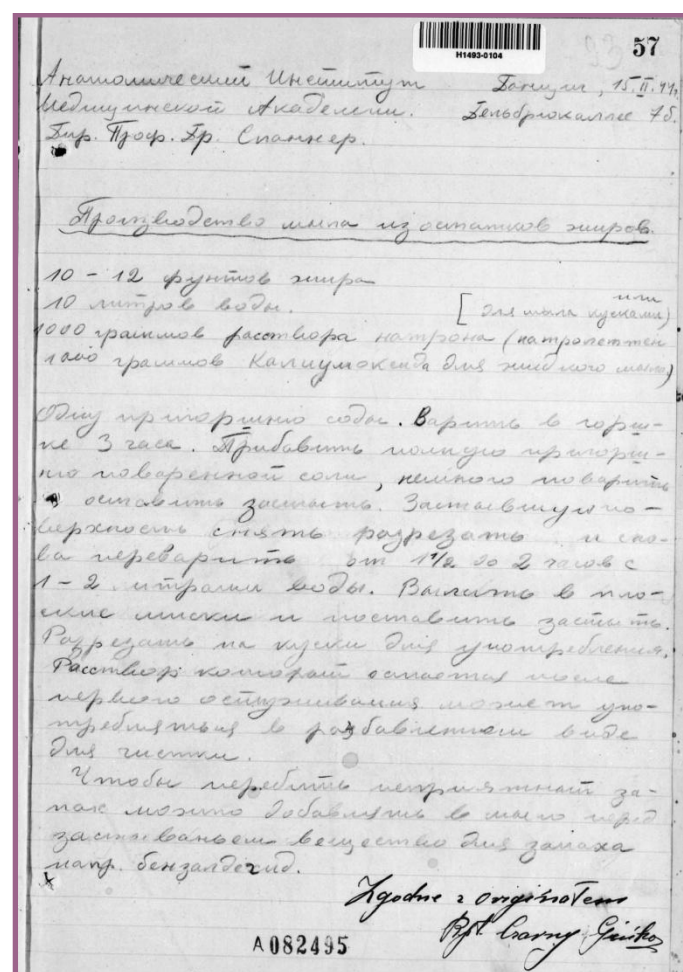 H1493-0104
93 57
Анатомический Институт Данциг, 15.II.44.
Медицинской Академии. Дельбрюкаллее 7б.
Дир. Проф. Др. Спаннер.
Производство мыла из остатков жиров.
10 – 12 фунтов жира
10 литров воды. [для мыла кусками) или
1000 граммов раствора натрона (натролеттен
1000 граммов Калиумоксида для жидкого мыла)
Одну пригоршню соды. Варить в горш-
ке 3 часа. Прибавить полную пригорш-
ню поваренной соли, немного поварить
и оставить застыть. Застывшую по-
верхность снять разрезать и сно-
ва переварить от 1 1/2 до 2 часов с
1 – 2 литрами воды. Вылить в пло-
ские миски и поставить застыть.
Разрезать на куски для употребления.
Расствор который остается после
первого остуживания может упо-
требляться в разбавленном виде
для чистки.
Чтобы перебить неприятный за-
пах можно добавлять в мыло перед
застыванием вещество для запаха
напр. бензалдехид.
Zgodne z oryginałem
A082495